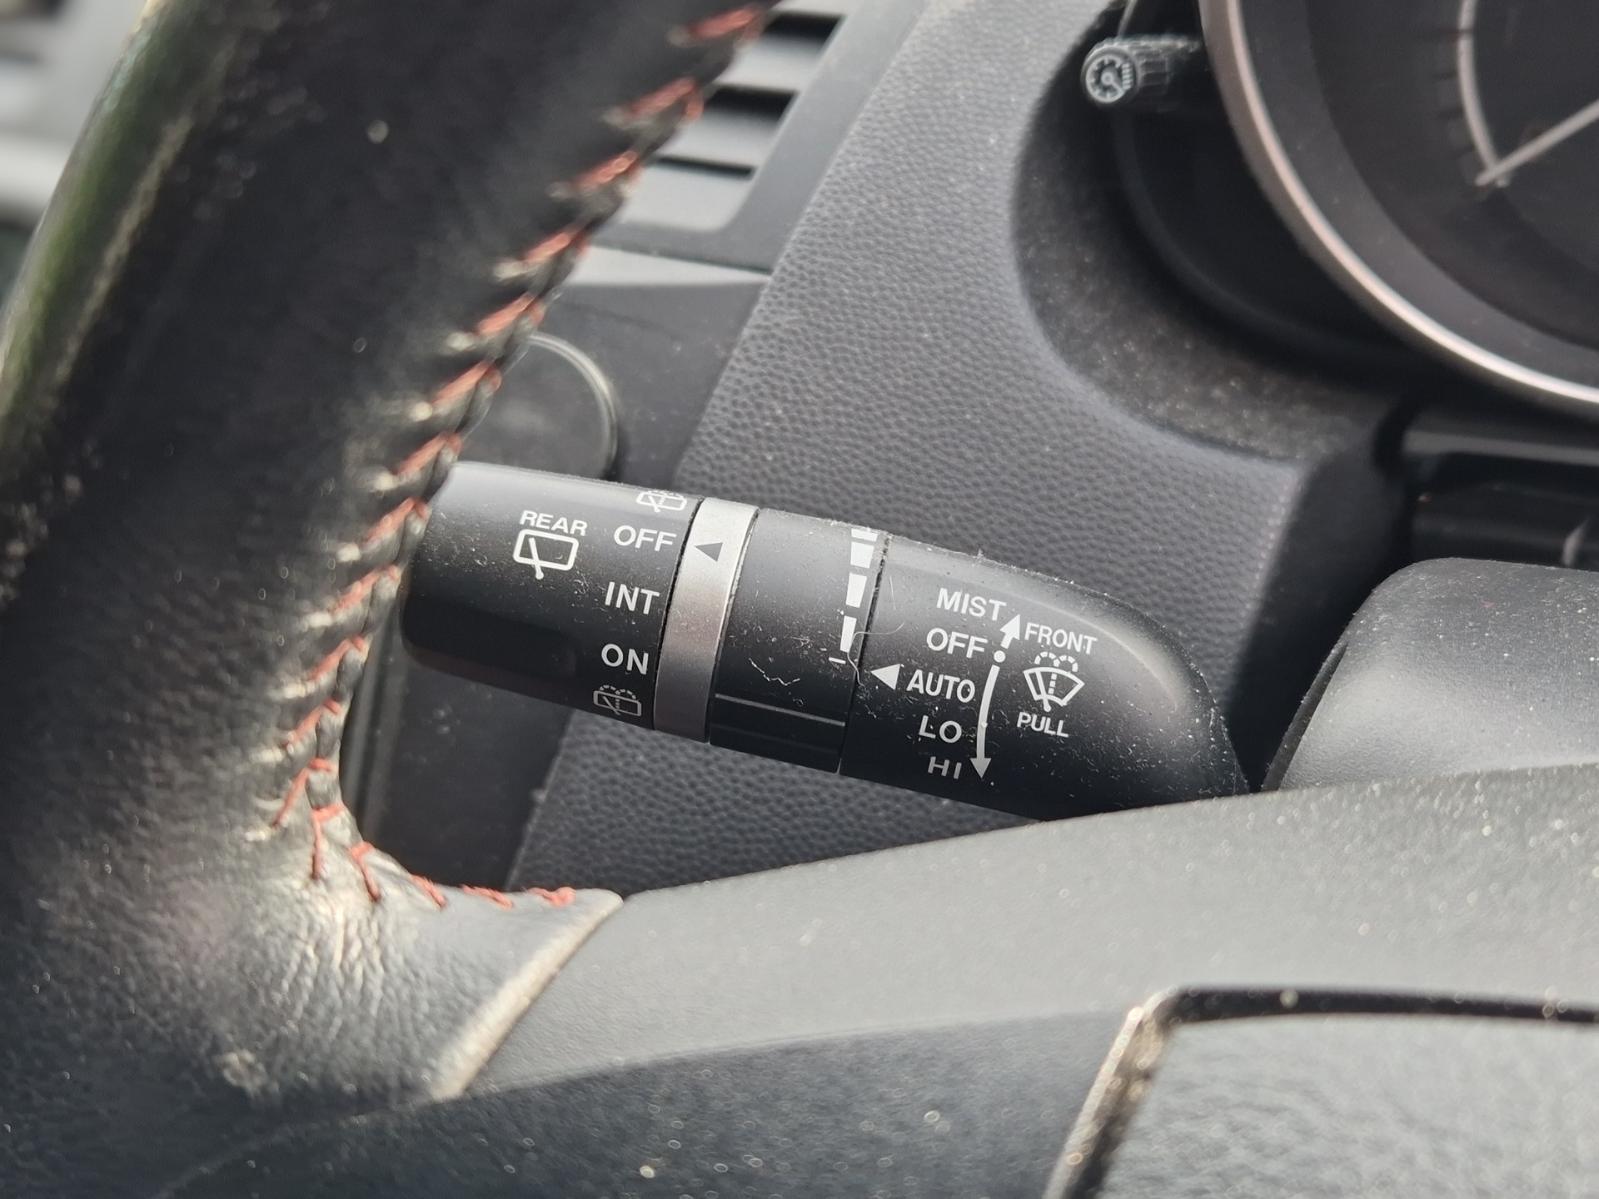 REAR
OFF
INT
ON
MIST
OFF
AUTO
LO
HI
FRONT
PULL